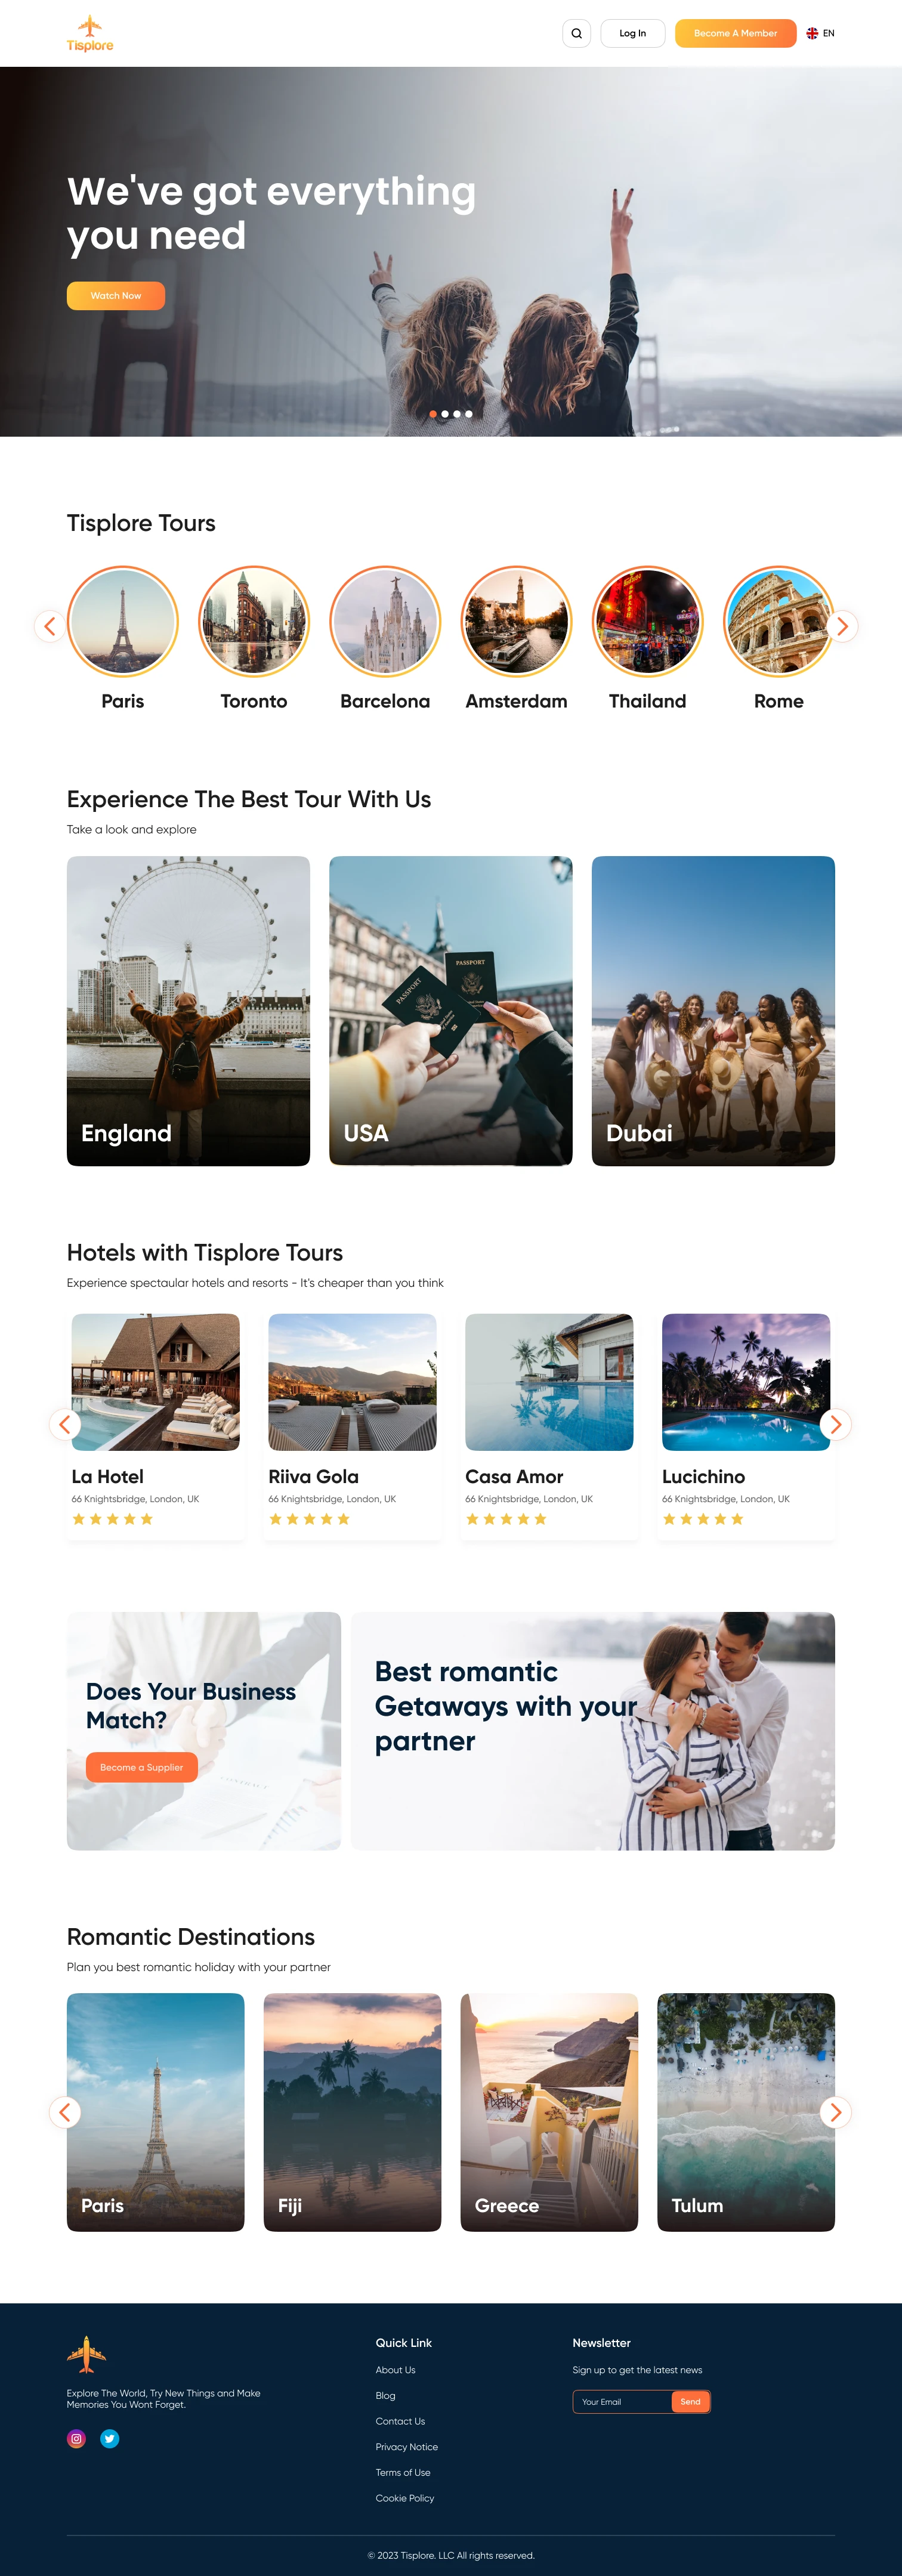 Tisplore
Log In
Become A Member
EN
We've got everything
you need
Watch Now
Tisplore Tours
Paris
Toronto
Barcelona
Amsterdam
Thailand
Rome
Experience The Best Tour With Us
Take a look and explore
PASSPORT
PASSPORT
England
USA
Dubai
Hotels with Tisplore Tours
Experience spectaular hotels and resorts - It's cheaper than you think
La Hotel
Riiva Gola
Casa Amor
Lucichino
66 Knightsbridge, London, UK
66 Knightsbridge, London, UK
66 Knightsbridge, London, UK
66 Knightsbridge, London, UK
Does Your Business
Match?
Become a Supplier
Best romantic
Getaways with your
partner
Romantic Destinations
Plan you best romantic holiday with your partner
Paris
Fiji
Greece
Tulum
Explore The World, Try New Things and Make
Memories You Wont Forget.
Quick Link
About Us
Blog
Contact Us
Privacy Notice
Terms of Use
Cookie Policy
Newsletter
Sign up to get the latest news
Your Email
Send
© 2023 Tisplore. LLC All rights reserved.